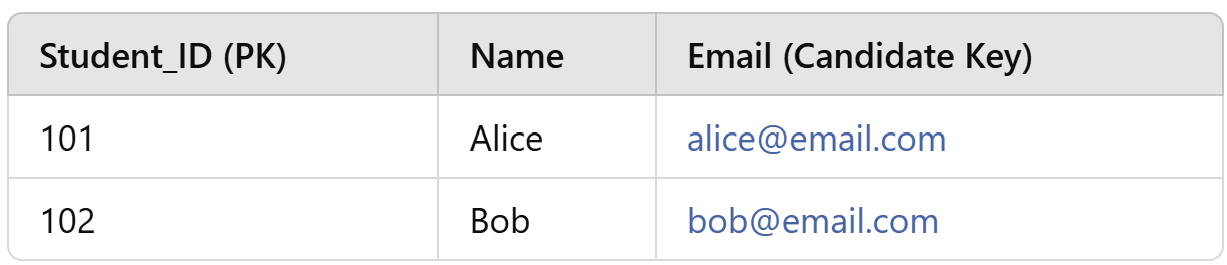 Student_ID (PK) Name Email (Candidate Key)
101 Alice alice@email.com
102 Bob bob@email.com